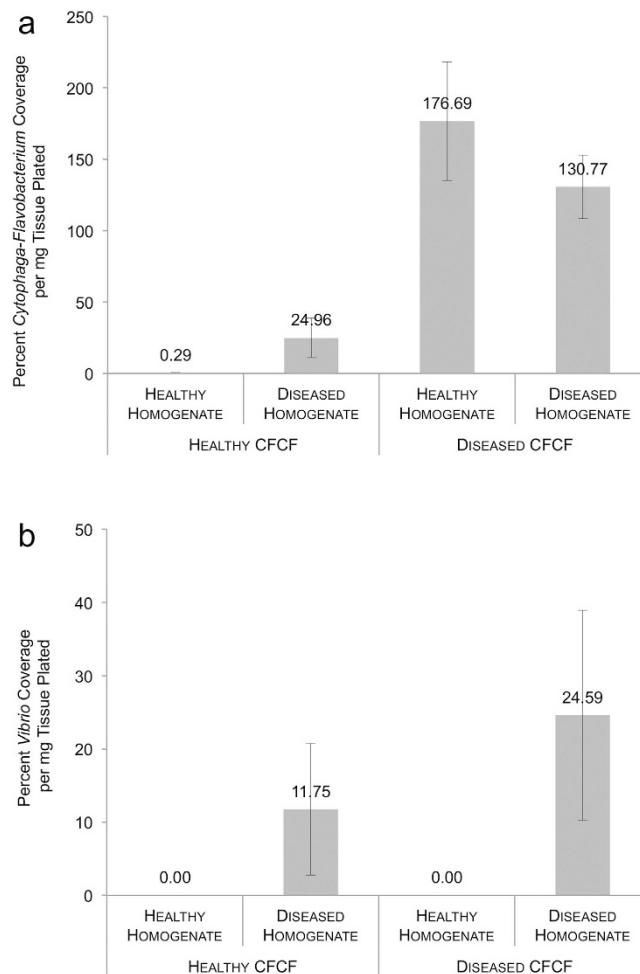 a
Percent Cytophaga-Flavobacterium Coverage
per mg Tissue Plated
250
200
150
100
50
0
0.29
24.96
176.69
130.77
HEALTHY HOMOGENATE
DISEASED HOMOGENATE
HEALTHY HOMOGENATE
DISEASED HOMOGENATE
HEALTHY CFCF
DISEASED CFCF
b
Percent Vibrio Coverage
per mg Tissue Plated
50
40
30
20
10
0
0.00
11.75
0.00
24.59
HEALTHY HOMOGENATE
DISEASED HOMOGENATE
HEALTHY HOMOGENATE
DISEASED HOMOGENATE
HEALTHY CFCF
DISEASED CFCF